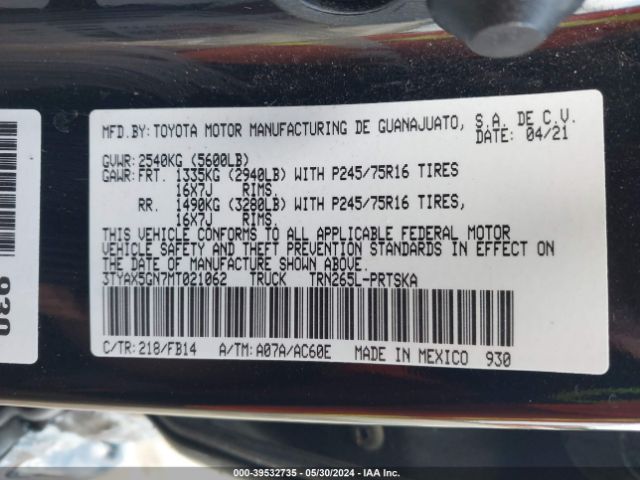 MFD.BY:TOYOTA MOTOR MANUFACTURING DE GUANAJUATO, S.A. DE C.V.
DATE: 04/21
GVWR:2540KG (5600LB)
GAWR:FRT. 1335KG (2940LB) WITH P245/75R16 TIRES
16X7J RIMS.
RR. 1490KG (3280LB) WITH P245/75R16 TIRES,
16X7J RIMS.
THIS VEHICLE CONFORMS TO ALL APPLICABLE FEDERAL MOTOR
VEHICLE SAFETY AND THEFT PREVENTION STANDARDS IN EFFECT ON
THE DATE OF MANUFACTURE SHOWN ABOVE.
3TYAX5GN7MT021062 TRUCK TRN265L-PRTSKA
C/TR:218/FB14 A/TM:A07A/AC60E MADE IN MEXICO 930
930
000-39532735 - 05/30/2024 - IAA Inc.